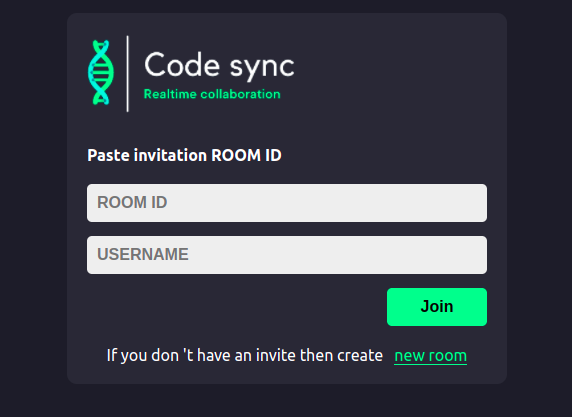 Code sync
Realtime collaboration
Paste invitation ROOM ID
ROOM ID
USERNAME
Join
If you don 't have an invite then create new room